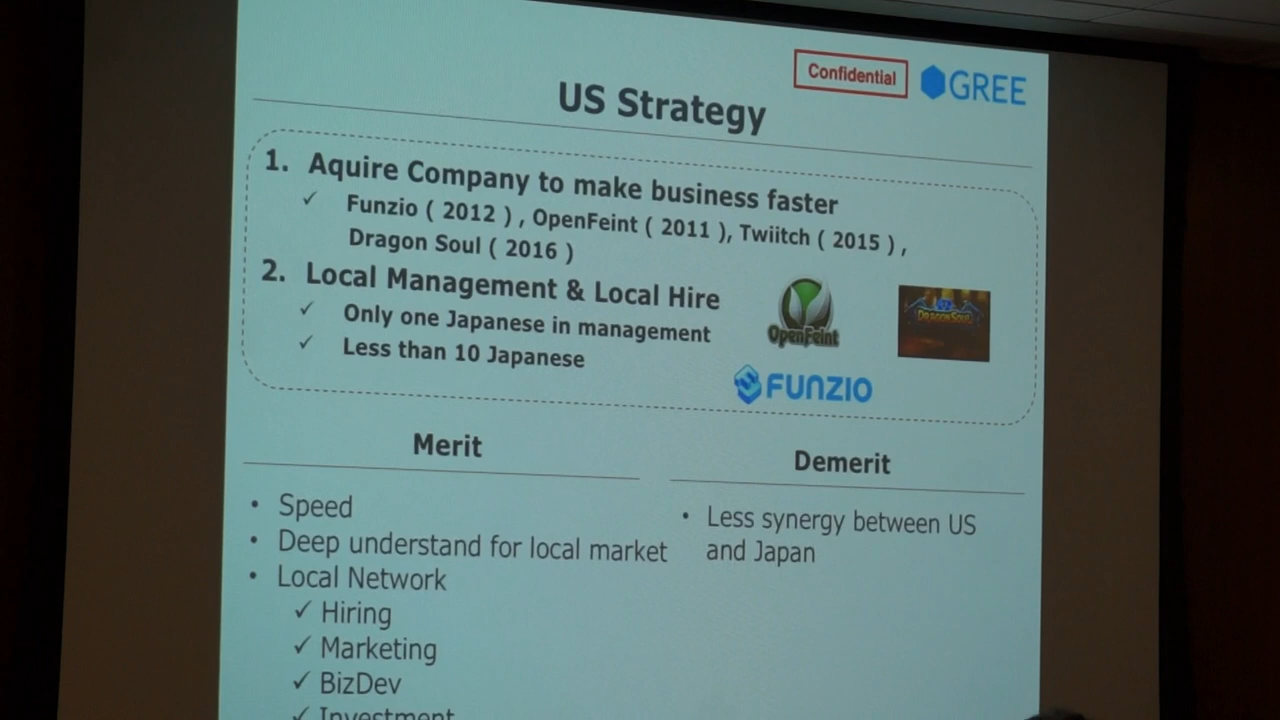 Confidential
GREE
US Strategy
1. Aquire Company to make business faster
✓ Funzio ( 2012 ) , OpenFeint ( 2011 ), Twiitch ( 2015 ) ,
Dragon Soul ( 2016 )
2. Local Management & Local Hire
✓ Only one Japanese in management
✓ Less than 10 Japanese
OpenFeint
DRAGONSOUL
FUNZIO
Merit
• Speed
• Deep understand for local market
• Local Network
✓ Hiring
✓ Marketing
✓ BizDev
✓ Investment
Demerit
• Less synergy between US
and Japan